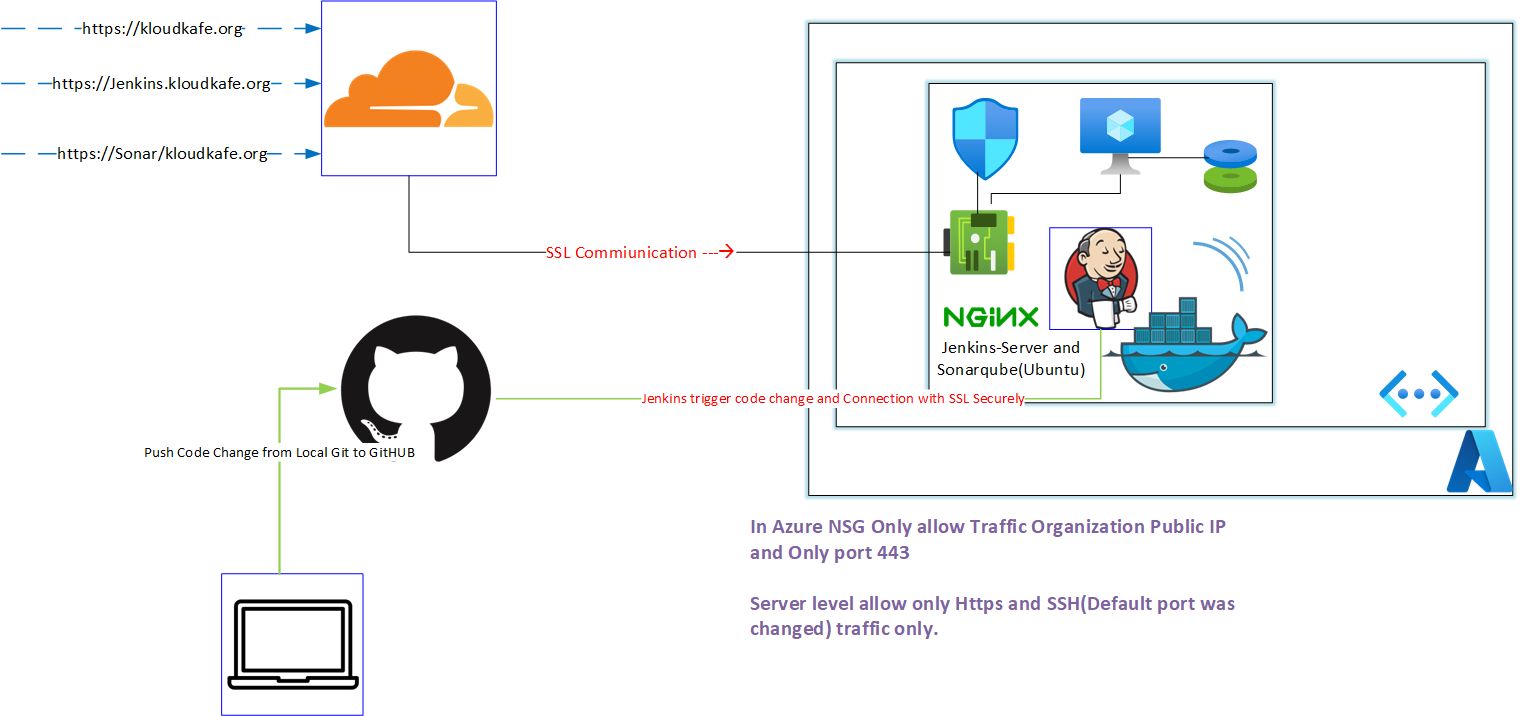 https://kloudkafe.org
https://Jenkins.kloudkafe.org
https://Sonar/kloudkafe.org
SSL Commiunication --->
NGiNX
Jenkins-Server and
Sonarqube(Ubuntu)
Jenkins trigger code change and Connection with SSL Securely
Push Code Change from Local Git to GitHUB
In Azure NSG Only allow Traffic Organization Public IP
and Only port 443
Server level allow only Https and SSH(Default port was
changed) traffic only.